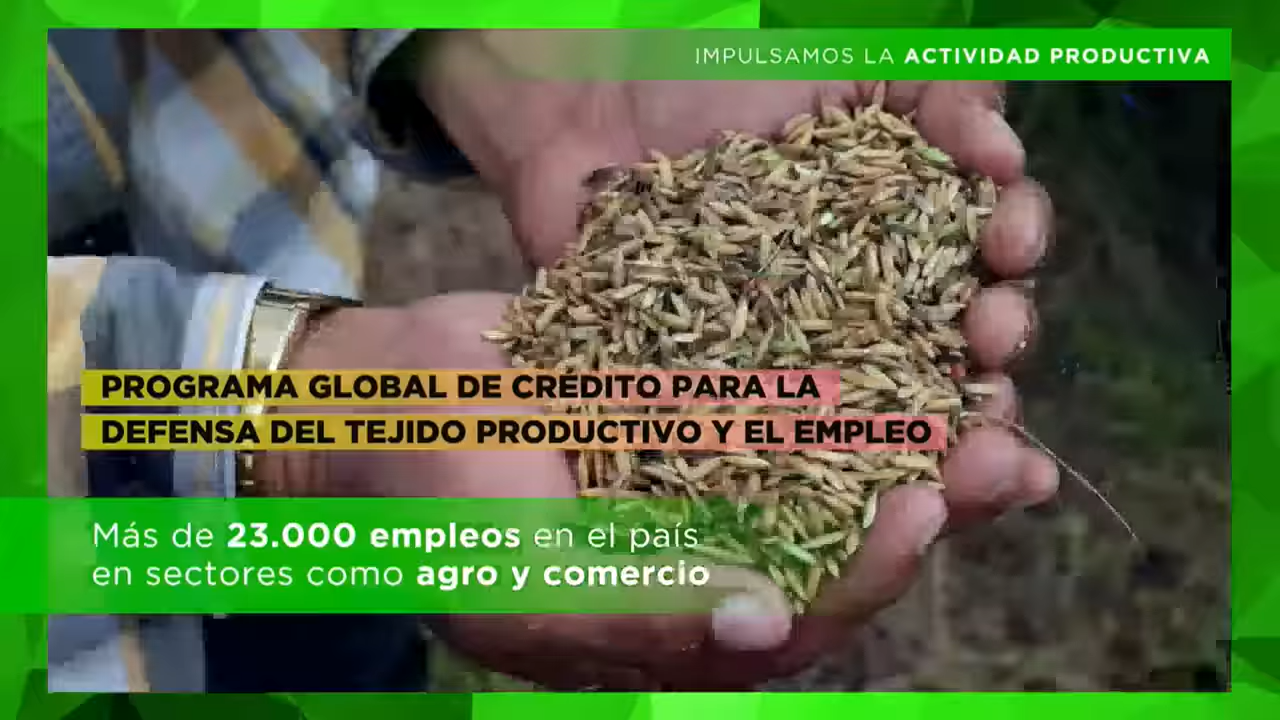 IMPULSAMOS LA ACTIVIDAD PRODUCTIVA
PROGRAMA GLOBAL DE CREDITO PARA LA
DEFENSA DEL TEJIDO PRODUCTIVO Y EL EMPLEO
Más de 23.000 empleos en el país
en sectores como agro y comercio